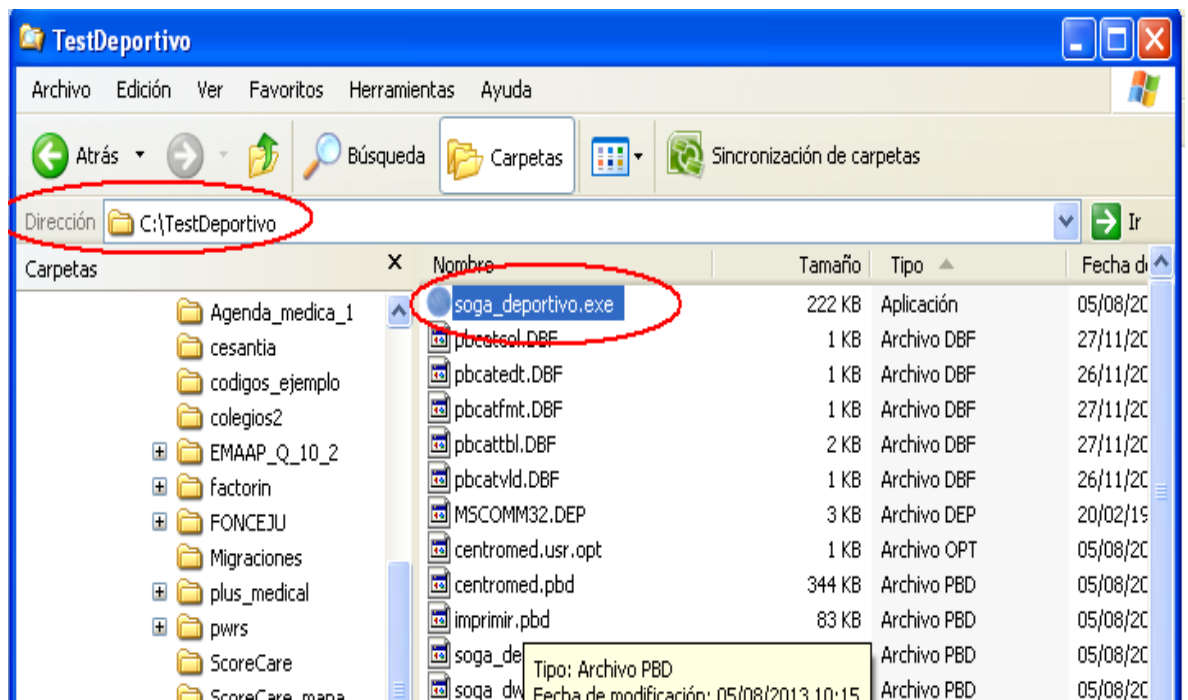 TestDeportivo
Archivo Edición Ver Favoritos Herramientas Ayuda
Atrás Búsqueda Carpetas Sincronización de carpetas
Dirección C:\TestDeportivo Ir
Carpetas X Nombre Tamaño Tipo Fecha de
Agenda_medica_1
cesantia
codigos_ejemplo
colegios2
EMAAP_Q_10_2
factorin
FONCEJU
Migraciones
plus_medical
pwrs
ScoreCare
ScoreCare_mana
soga_deportivo.exe 222 KB Aplicación 05/08/20
pbcatcol.DBF 1 KB Archivo DBF 27/11/20
pbcatedt.DBF 1 KB Archivo DBF 26/11/20
pbcatfmt.DBF 1 KB Archivo DBF 27/11/20
pbcattbl.DBF 2 KB Archivo DBF 27/11/20
pbcatvld.DBF 1 KB Archivo DBF 26/11/20
MSCOMM32.DEP 3 KB Archivo DEP 20/02/19
centromed.usr.opt 1 KB Archivo OPT 05/08/20
centromed.pbd 344 KB Archivo PBD 05/08/20
imprimir.pbd 83 KB Archivo PBD 05/08/20
soga_de Archivo PBD 05/08/20
soga_dw Archivo PBD 05/08/20
Tipo: Archivo PBD
Fecha de modificación: 05/08/2013 10:15